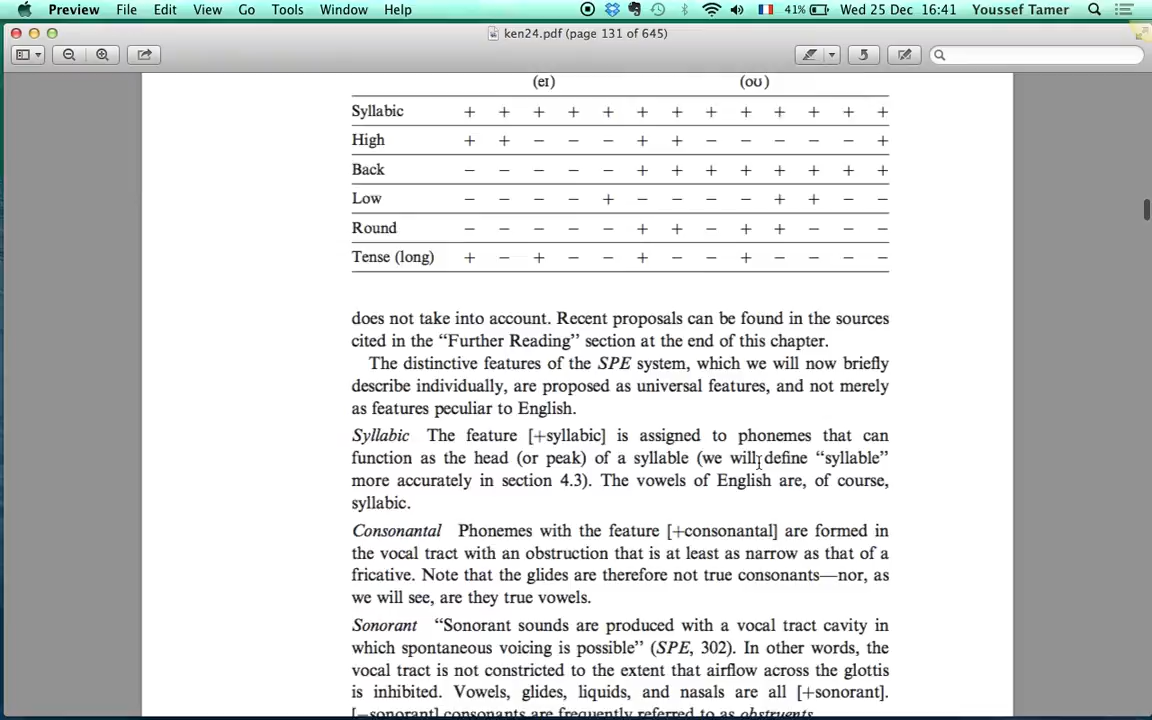 Preview File Edit View Go Tools Window Help 41% Wed 25 Dec 16:41 Youssef Tamer
ken24.pdf (page 131 of 645)
(eɪ) (oʊ)
Syllabic + + + + + + + + + + + + +
High + + − − − + + − − − − − +
Back − − − − − + + + + + + + +
Low − − − − + − − − − + + − −
Round − − − − − + + − + + − − −
Tense (long) + − + − − + − − + − − − −
does not take into account. Recent proposals can be found in the sources
cited in the “Further Reading” section at the end of this chapter.
The distinctive features of the SPE system, which we will now briefly
describe individually, are proposed as universal features, and not merely
as features peculiar to English.
Syllabic The feature [+syllabic] is assigned to phonemes that can
function as the head (or peak) of a syllable (we will define “syllable”
more accurately in section 4.3). The vowels of English are, of course,
syllabic.
Consonantal Phonemes with the feature [+consonantal] are formed in
the vocal tract with an obstruction that is at least as narrow as that of a
fricative. Note that the glides are therefore not true consonants—nor, as
we will see, are they true vowels.
Sonorant “Sonorant sounds are produced with a vocal tract cavity in
which spontaneous voicing is possible” (SPE, 302). In other words, the
vocal tract is not constricted to the extent that airflow across the glottis
is inhibited. Vowels, glides, liquids, and nasals are all [+sonorant].
[−sonorant] consonants are frequently referred to as obstruents.